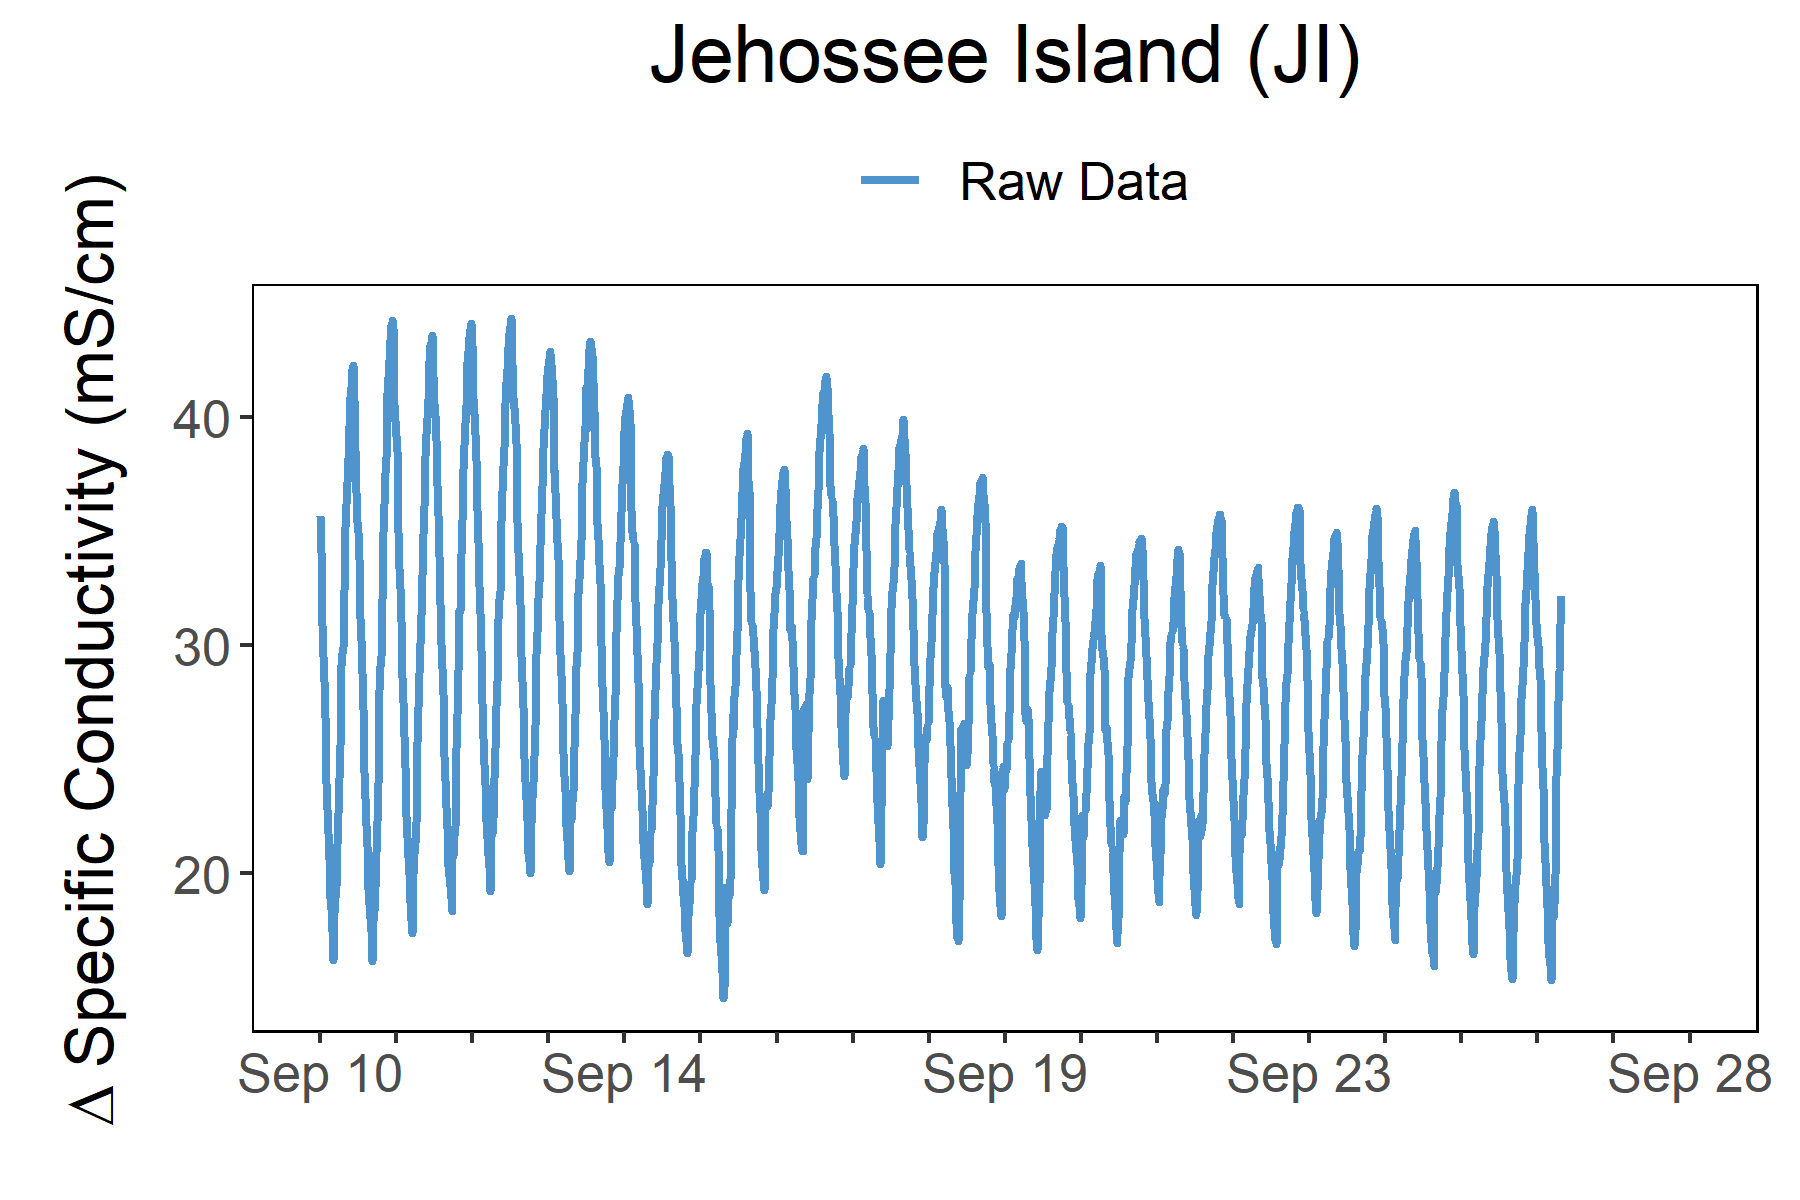 Jehossee Island (JI)
Raw Data
Δ Specific Conductivity (mS/cm)
40
30
20
Sep 10 Sep 14 Sep 19 Sep 23 Sep 28